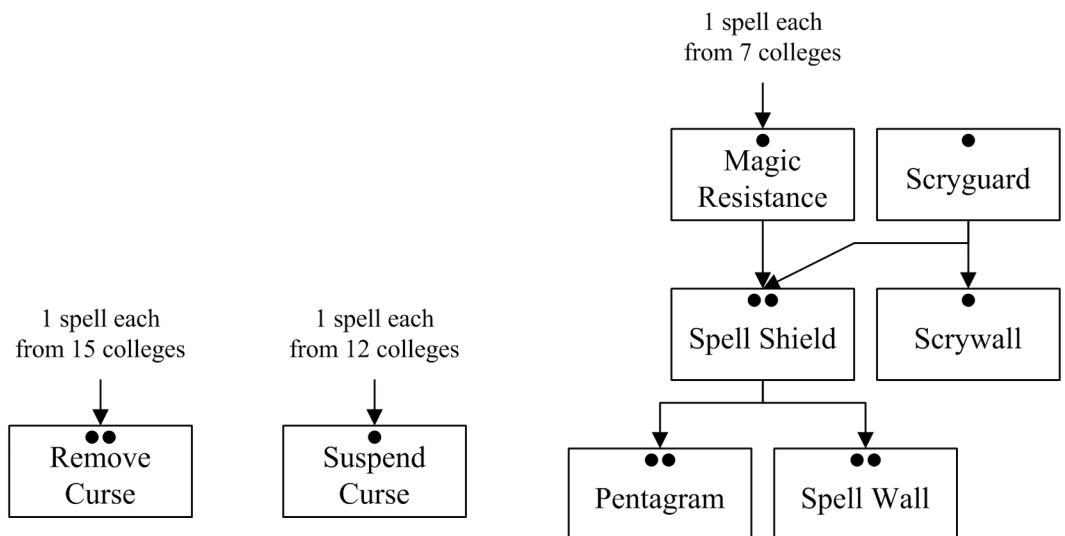 1 spell each
from 7 colleges
Magic
Resistance
Scryguard
Spell Shield
Scrywall
1 spell each
from 15 colleges
1 spell each
from 12 colleges
Remove
Curse
Suspend
Curse
Pentagram
Spell Wall